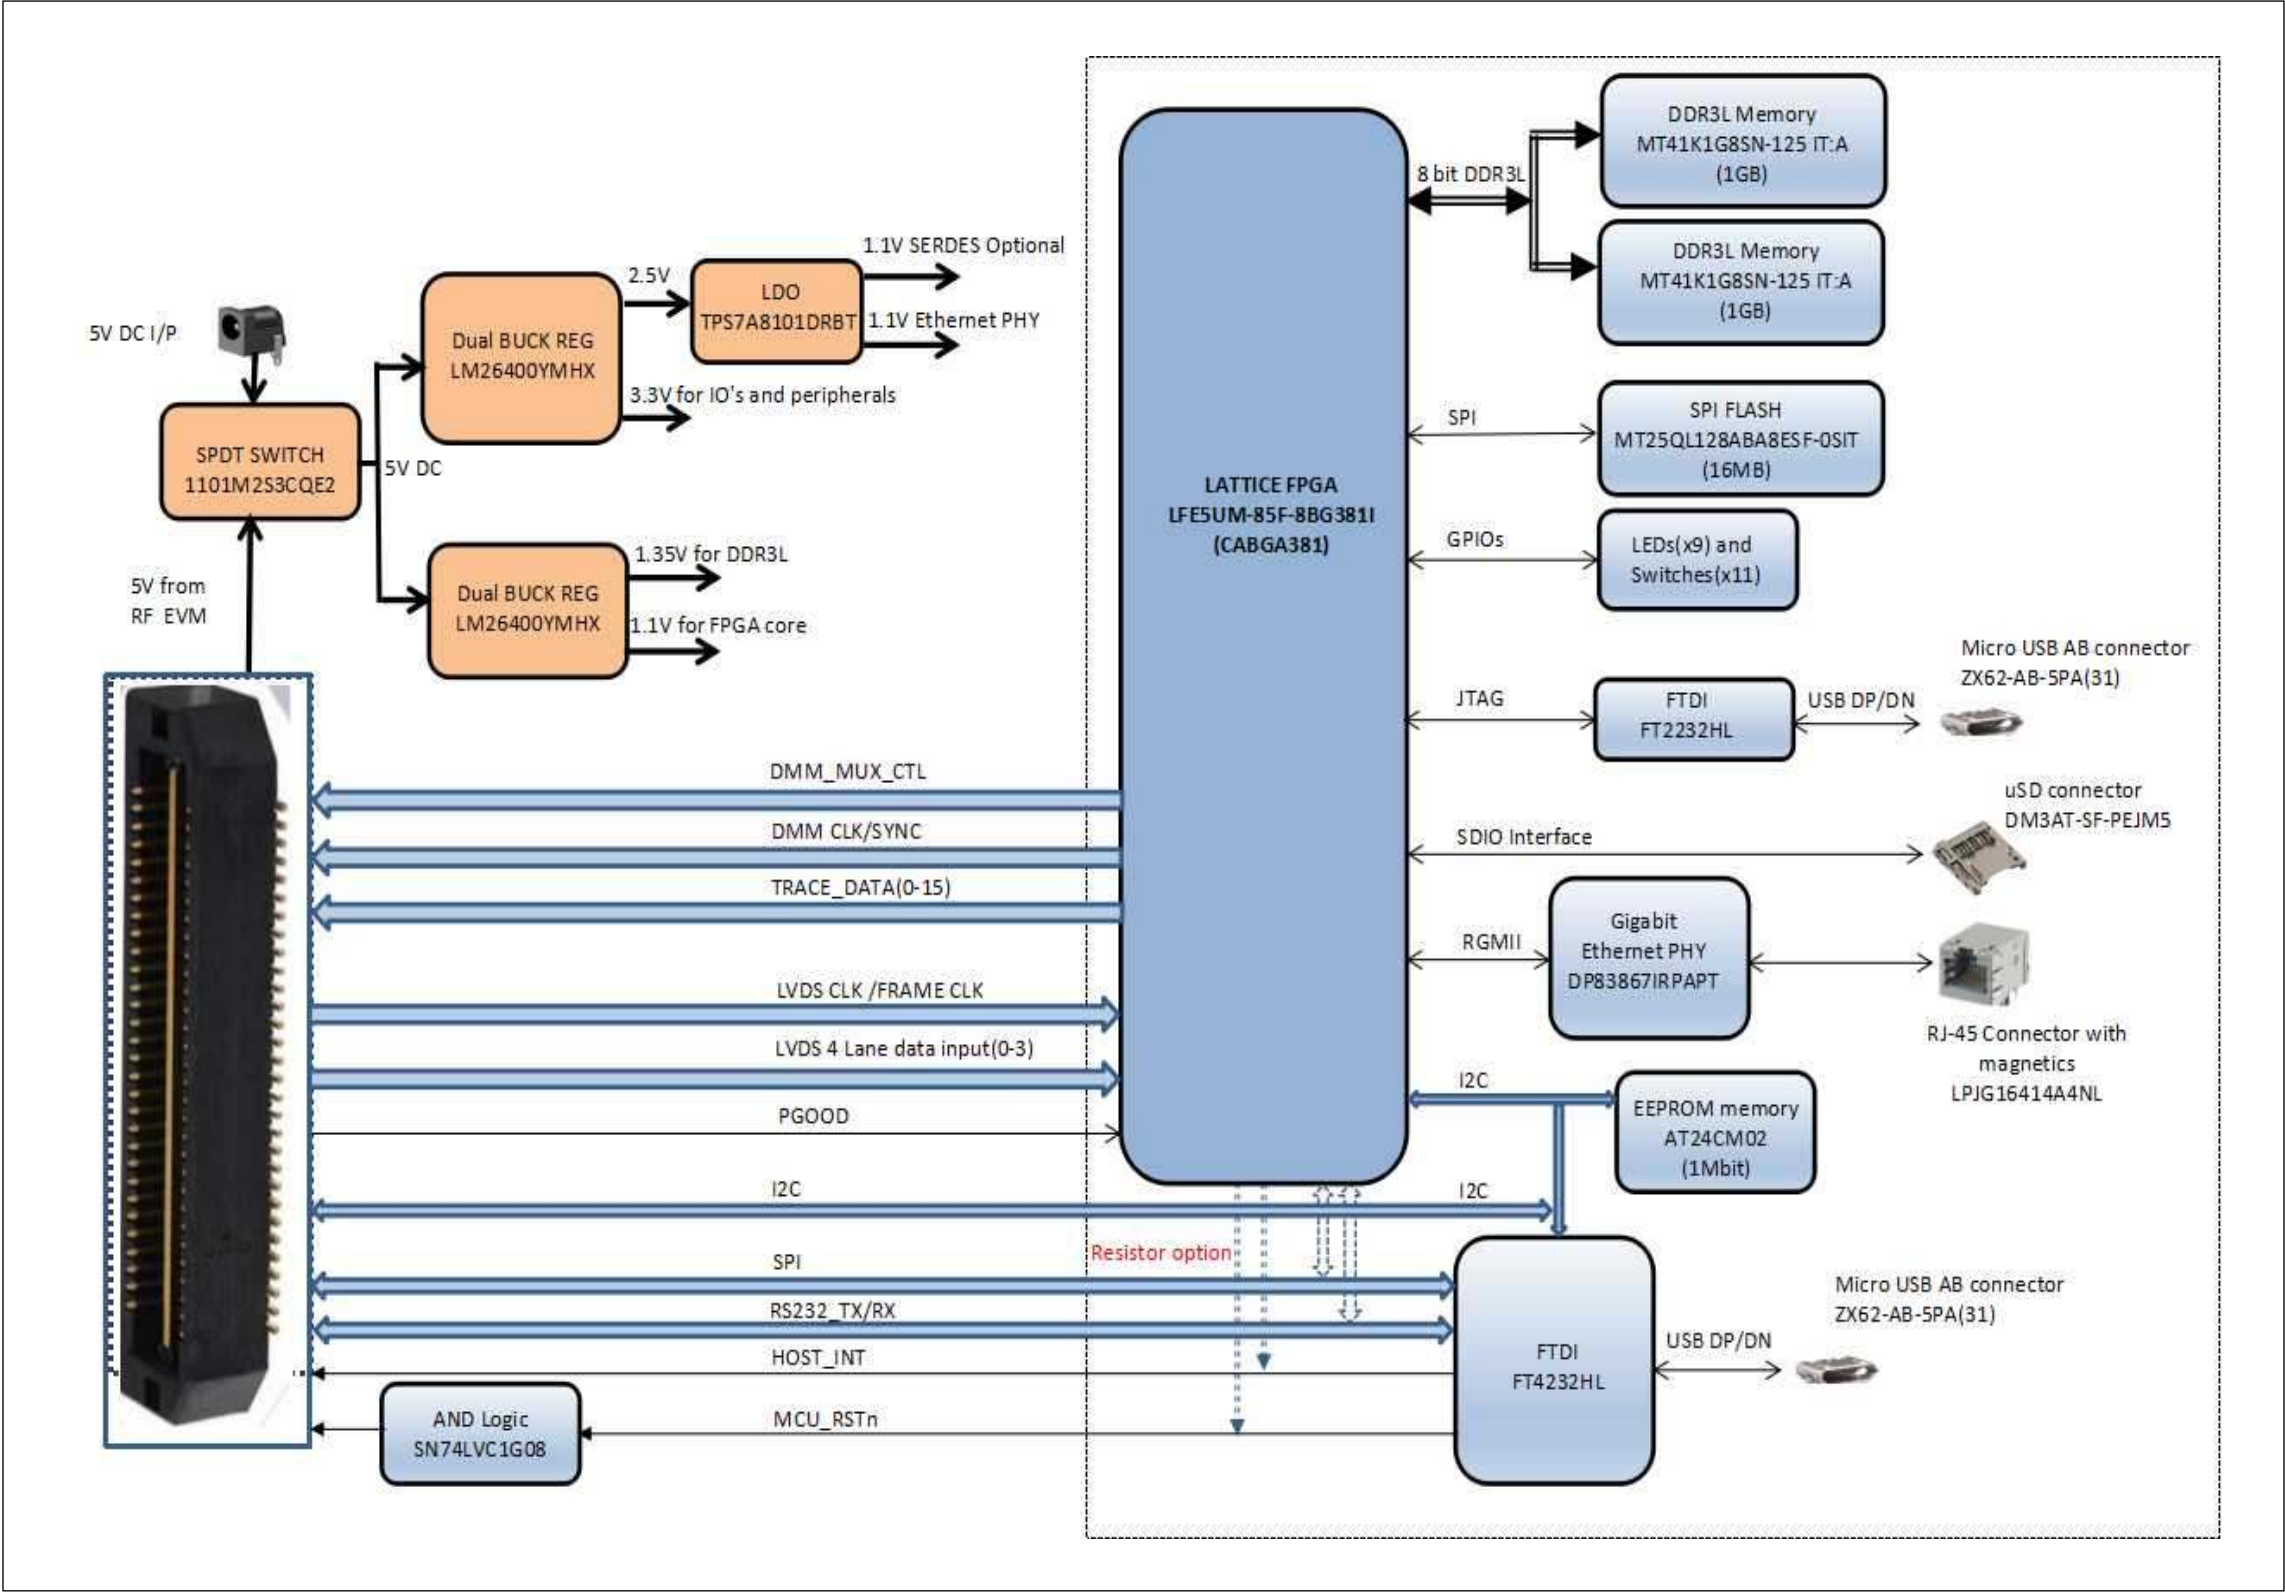 DDR3L Memory
MT41K1G8SN-125 IT:A
(1GB)
8 bit DDR3L
DDR3L Memory
MT41K1G8SN-125 IT:A
(1GB)
1.1V SERDES Optional
2.5V
LDO
TPS7A8101DRBT
1.1V Ethernet PHY
5V DC I/P
Dual BUCK REG
LM26400YMHX
3.3V for IO's and peripherals
SPDT SWITCH
1101M2S3CQE2
5V DC
SPI
SPI FLASH
MT25QL128ABA8ESF-0SIT
(16MB)
LATTICE FPGA
LFE5UM-85F-8BG381I
(CABGA381)
GPIOs
LEDs(x9) and
Switches(x11)
1.35V for DDR3L
5V from
RF EVM
Dual BUCK REG
LM26400YMHX
1.1V for FPGA core
Micro USB AB connector
ZX62-AB-5PA(31)
JTAG
FTDI
FT2232HL
USB DP/DN
DMM_MUX_CTL
uSD connector
DM3AT-SF-PEJM5
DMM CLK/SYNC
SDIO Interface
TRACE_DATA(0-15)
RGMII
Gigabit
Ethernet PHY
DP83867IRPAPT
LVDS CLK /FRAME CLK
RJ-45 Connector with
magnetics
LPJG16414A4NL
LVDS 4 Lane data input(0-3)
I2C
EEPROM memory
AT24CM02
(1Mbit)
PGOOD
I2C
I2C
Resistor option
SPI
RS232_TX/RX
Micro USB AB connector
ZX62-AB-5PA(31)
HOST_INT
FTDI
FT4232HL
USB DP/DN
AND Logic
SN74LVC1G08
MCU_RSTn